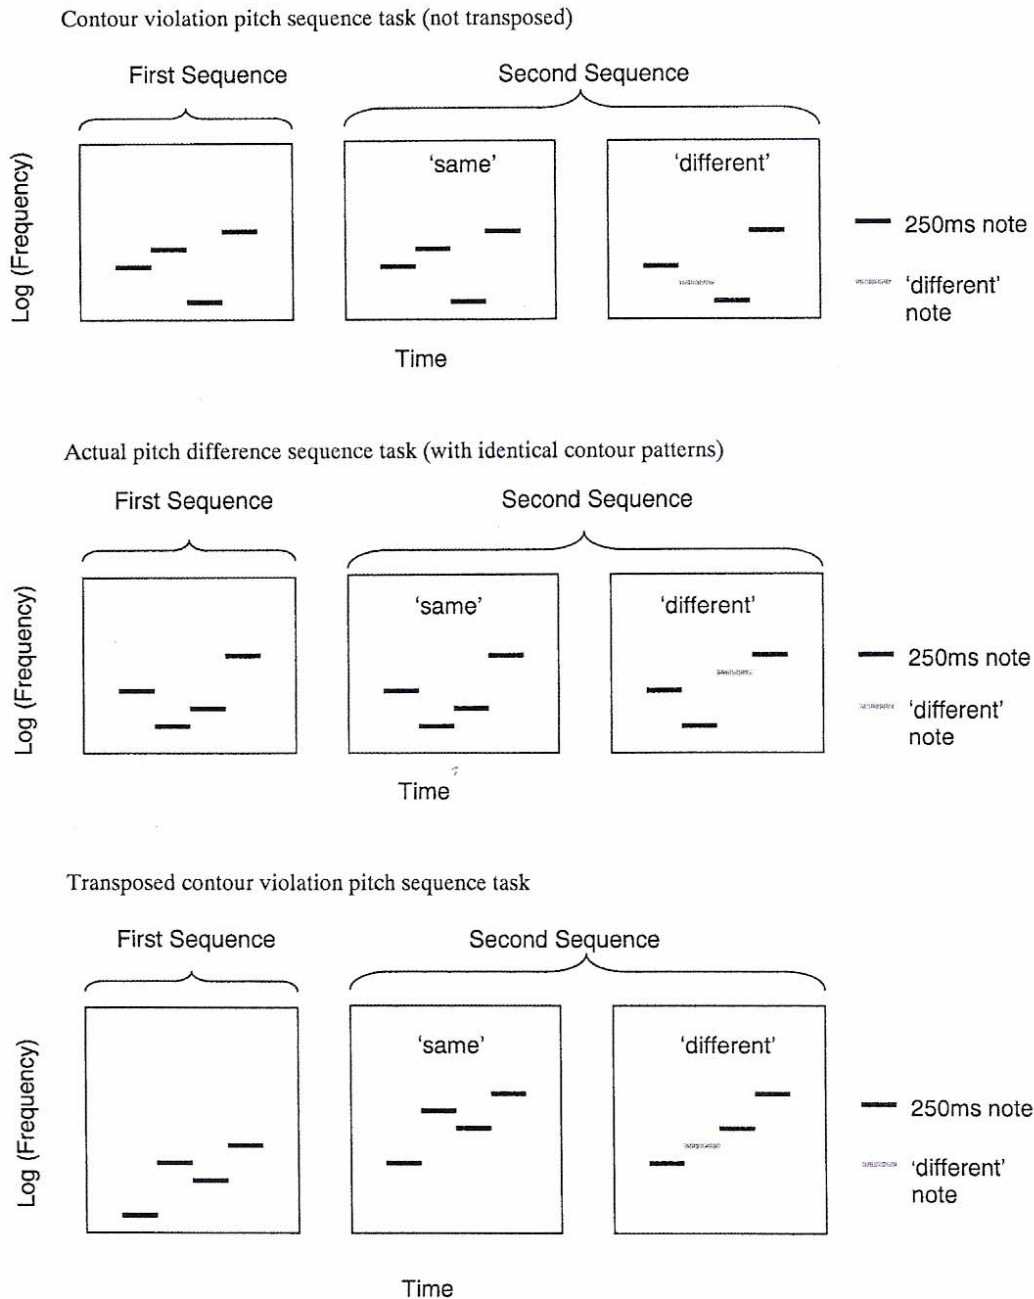 Contour violation pitch sequence task (not transposed)
First Sequence
Second Sequence
Log (Frequency)
'same'
'different'
250ms note
'different'
note
Time
Actual pitch difference sequence task (with identical contour patterns)
First Sequence
Second Sequence
Log (Frequency)
'same'
'different'
250ms note
'different'
note
Time
Transposed contour violation pitch sequence task
First Sequence
Second Sequence
Log (Frequency)
'same'
'different'
250ms note
'different'
note
Time